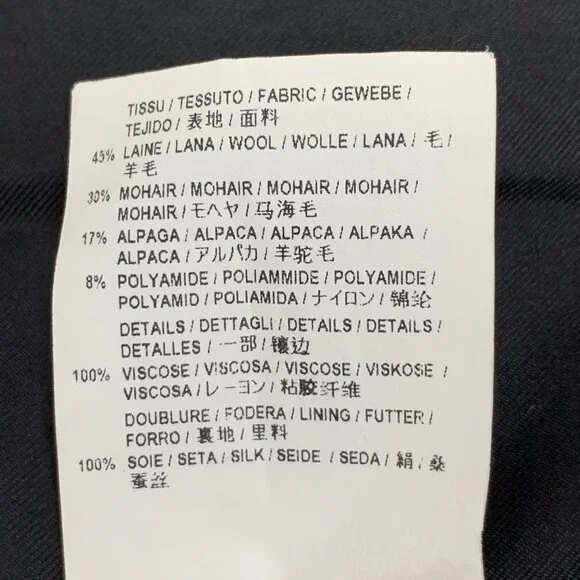 TISSU / TESSUTO / FABRIC / GEWEBE /
TEJIDO / 表地 / 面料
45% LAINE / LANA / WOOL / WOLLE / LANA / 毛 /
羊毛
30% MOHAIR / MOHAIR / MOHAIR / MOHAIR /
MOHAIR / モヘヤ / 马海毛
17% ALPAGA / ALPACA / ALPACA / ALPAKA /
ALPACA / アルパカ / 羊驼毛
8% POLYAMIDE / POLIAMMIDE / POLYAMIDE /
POLYAMID / POLIAMIDA / ナイロン / 锦纶
DETAILS / DETTAGLI / DETAILS / DETAILS /
DETALLES / 一部 / 镶边
100% VISCOSE / VISCOSA / VISCOSE / VISKOSE /
VISCOSA / レーヨン / 粘胶纤维
DOUBLURE / FODERA / LINING / FUTTER /
FORRO / 裏地 / 里料
100% SOIE / SETA / SILK / SEIDE / SEDA / 絹 / 桑
蚕丝